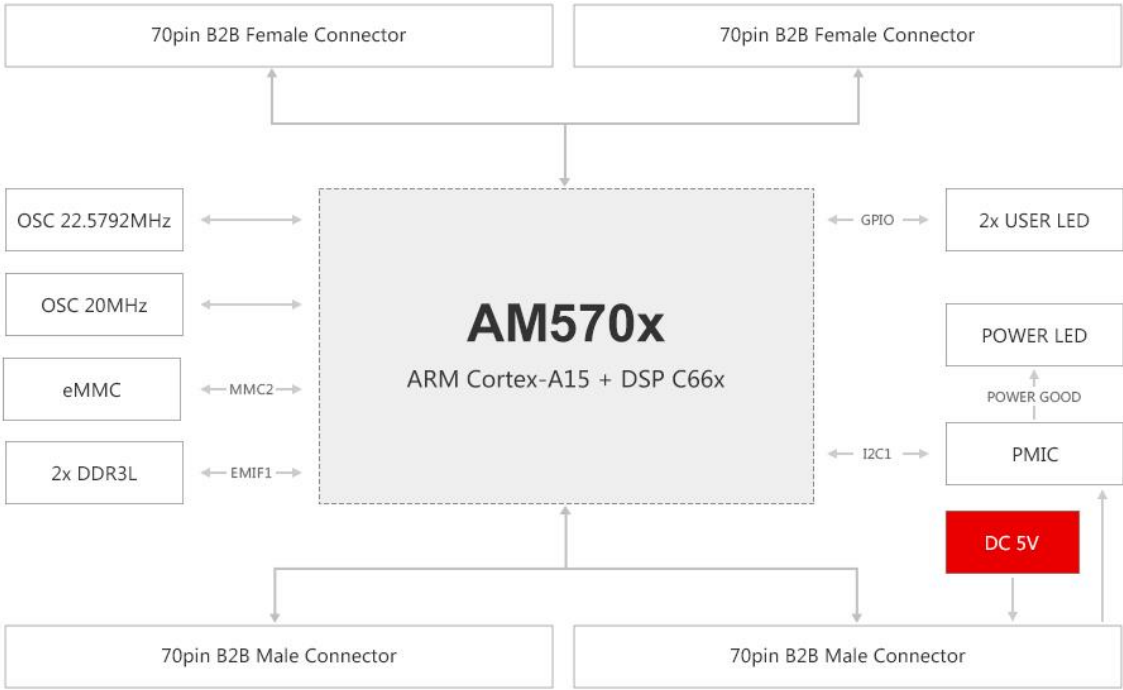 70pin B2B Female Connector
70pin B2B Female Connector
OSC 22.5792MHz
GPIO
2x USER LED
OSC 20MHz
AM570x
ARM Cortex-A15 + DSP C66x
POWER LED
eMMC
MMC2
POWER GOOD
2x DDR3L
EMIF1
I2C1
PMIC
DC 5V
70pin B2B Male Connector
70pin B2B Male Connector